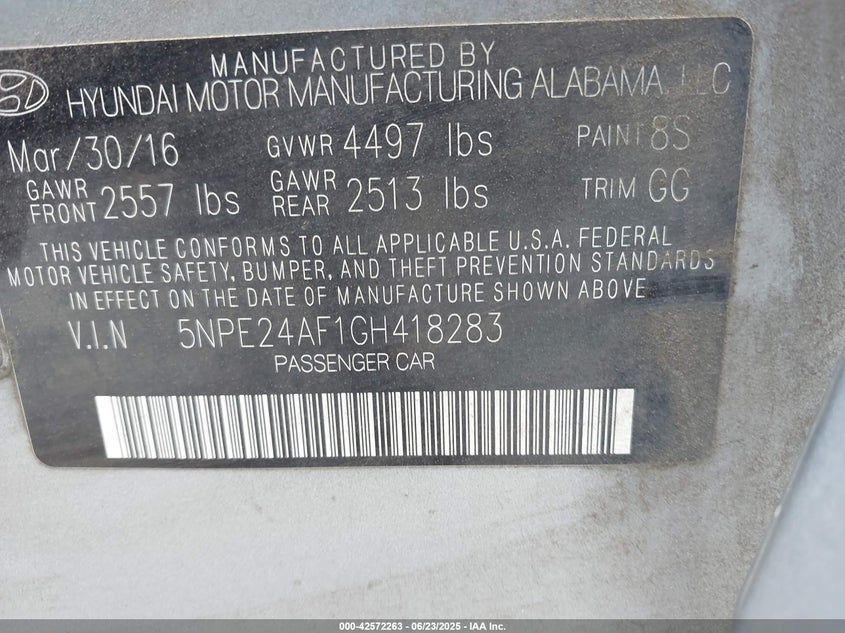 MANUFACTURED BY
HYUNDAI MOTOR MANUFACTURING ALABAMA, LLC
Mar/30/16 GVWR 4497 lbs PAINT 8S
GAWR FRONT 2557 lbs GAWR REAR 2513 lbs TRIM GG
THIS VEHICLE CONFORMS TO ALL APPLICABLE U.S.A. FEDERAL
MOTOR VEHICLE SAFETY, BUMPER, AND THEFT PREVENTION STANDARDS
IN EFFECT ON THE DATE OF MANUFACTURE SHOWN ABOVE
V.I.N 5NPE24AF1GH418283
PASSENGER CAR
000-42572263 - 06/23/2025 - IAA Inc.